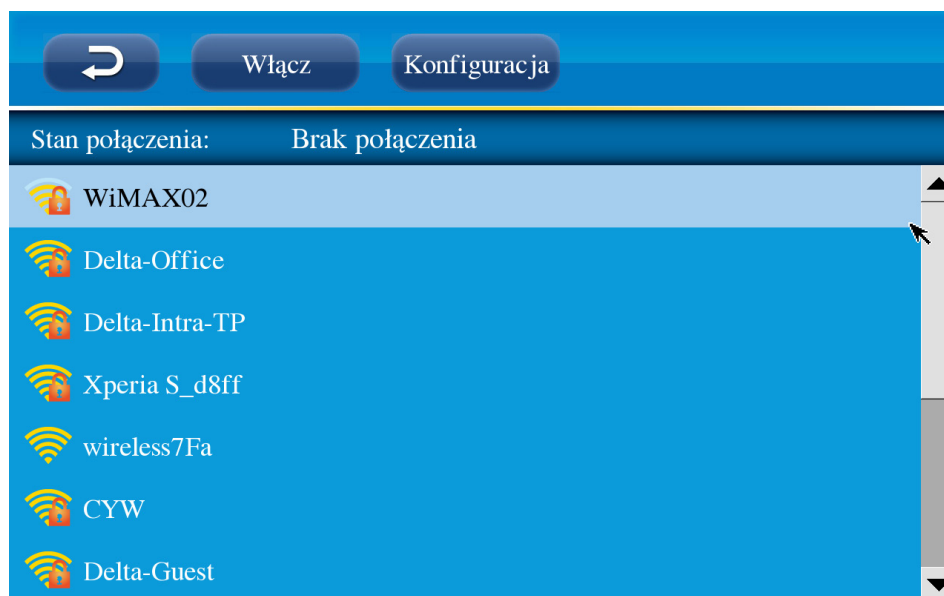 Włącz Konfiguracja
Stan połączenia: Brak połączenia
WiMAX02
Delta-Office
Delta-Intra-TP
Xperia S_d8ff
wireless7Fa
CYW
Delta-Guest